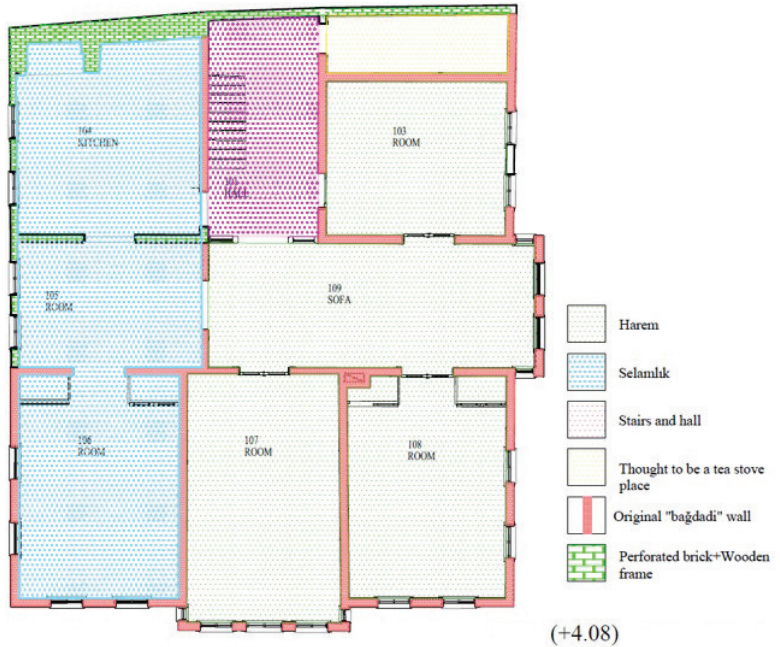 104
KITCHEN
103
ROOM
HALL
105
ROOM
109
SOFA
106
ROOM
107
ROOM
108
ROOM
Harem
Selamlık
Stairs and hall
Thought to be a tea stove
place
Original "bağdadi" wall
Perforated brick+Wooden
frame
(+4.08)